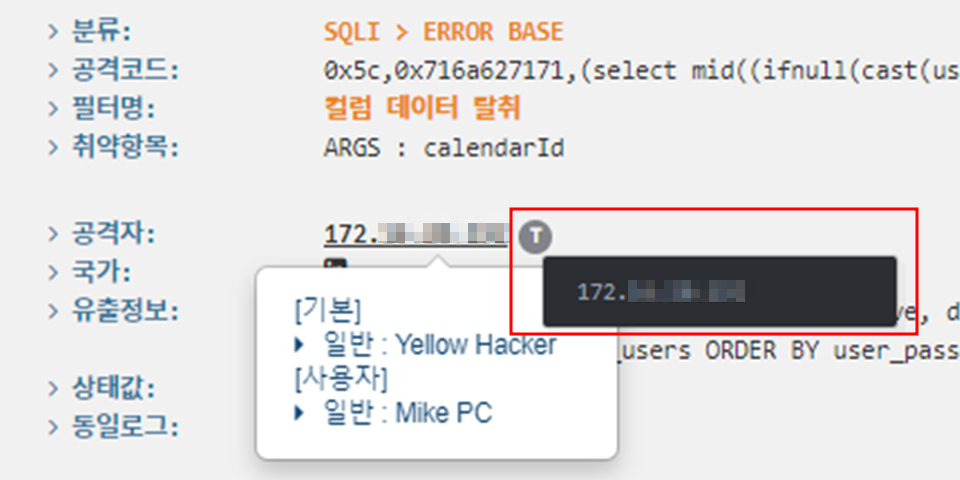 > 분류: SQLI > ERROR BASE
> 공격코드: 0x5c,0x716a627171,(select mid((ifnull(cast(us
> 필터명: 컬럼 데이터 탈취
> 취약항목: ARGS : calendarId
> 공격자: 172. T
172.
> 국가:
> 유출정보: ve, d
_users ORDER BY user_pass
[기본]
일반 : Yellow Hacker
[사용자]
일반 : Mike PC
> 상태값:
> 동일로그: